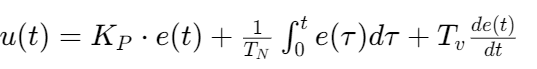 u(t) = K_P · e(t) + \frac{1}{T_N} \int_0^t e(τ)dτ + T_v \frac{de(t)}{dt}